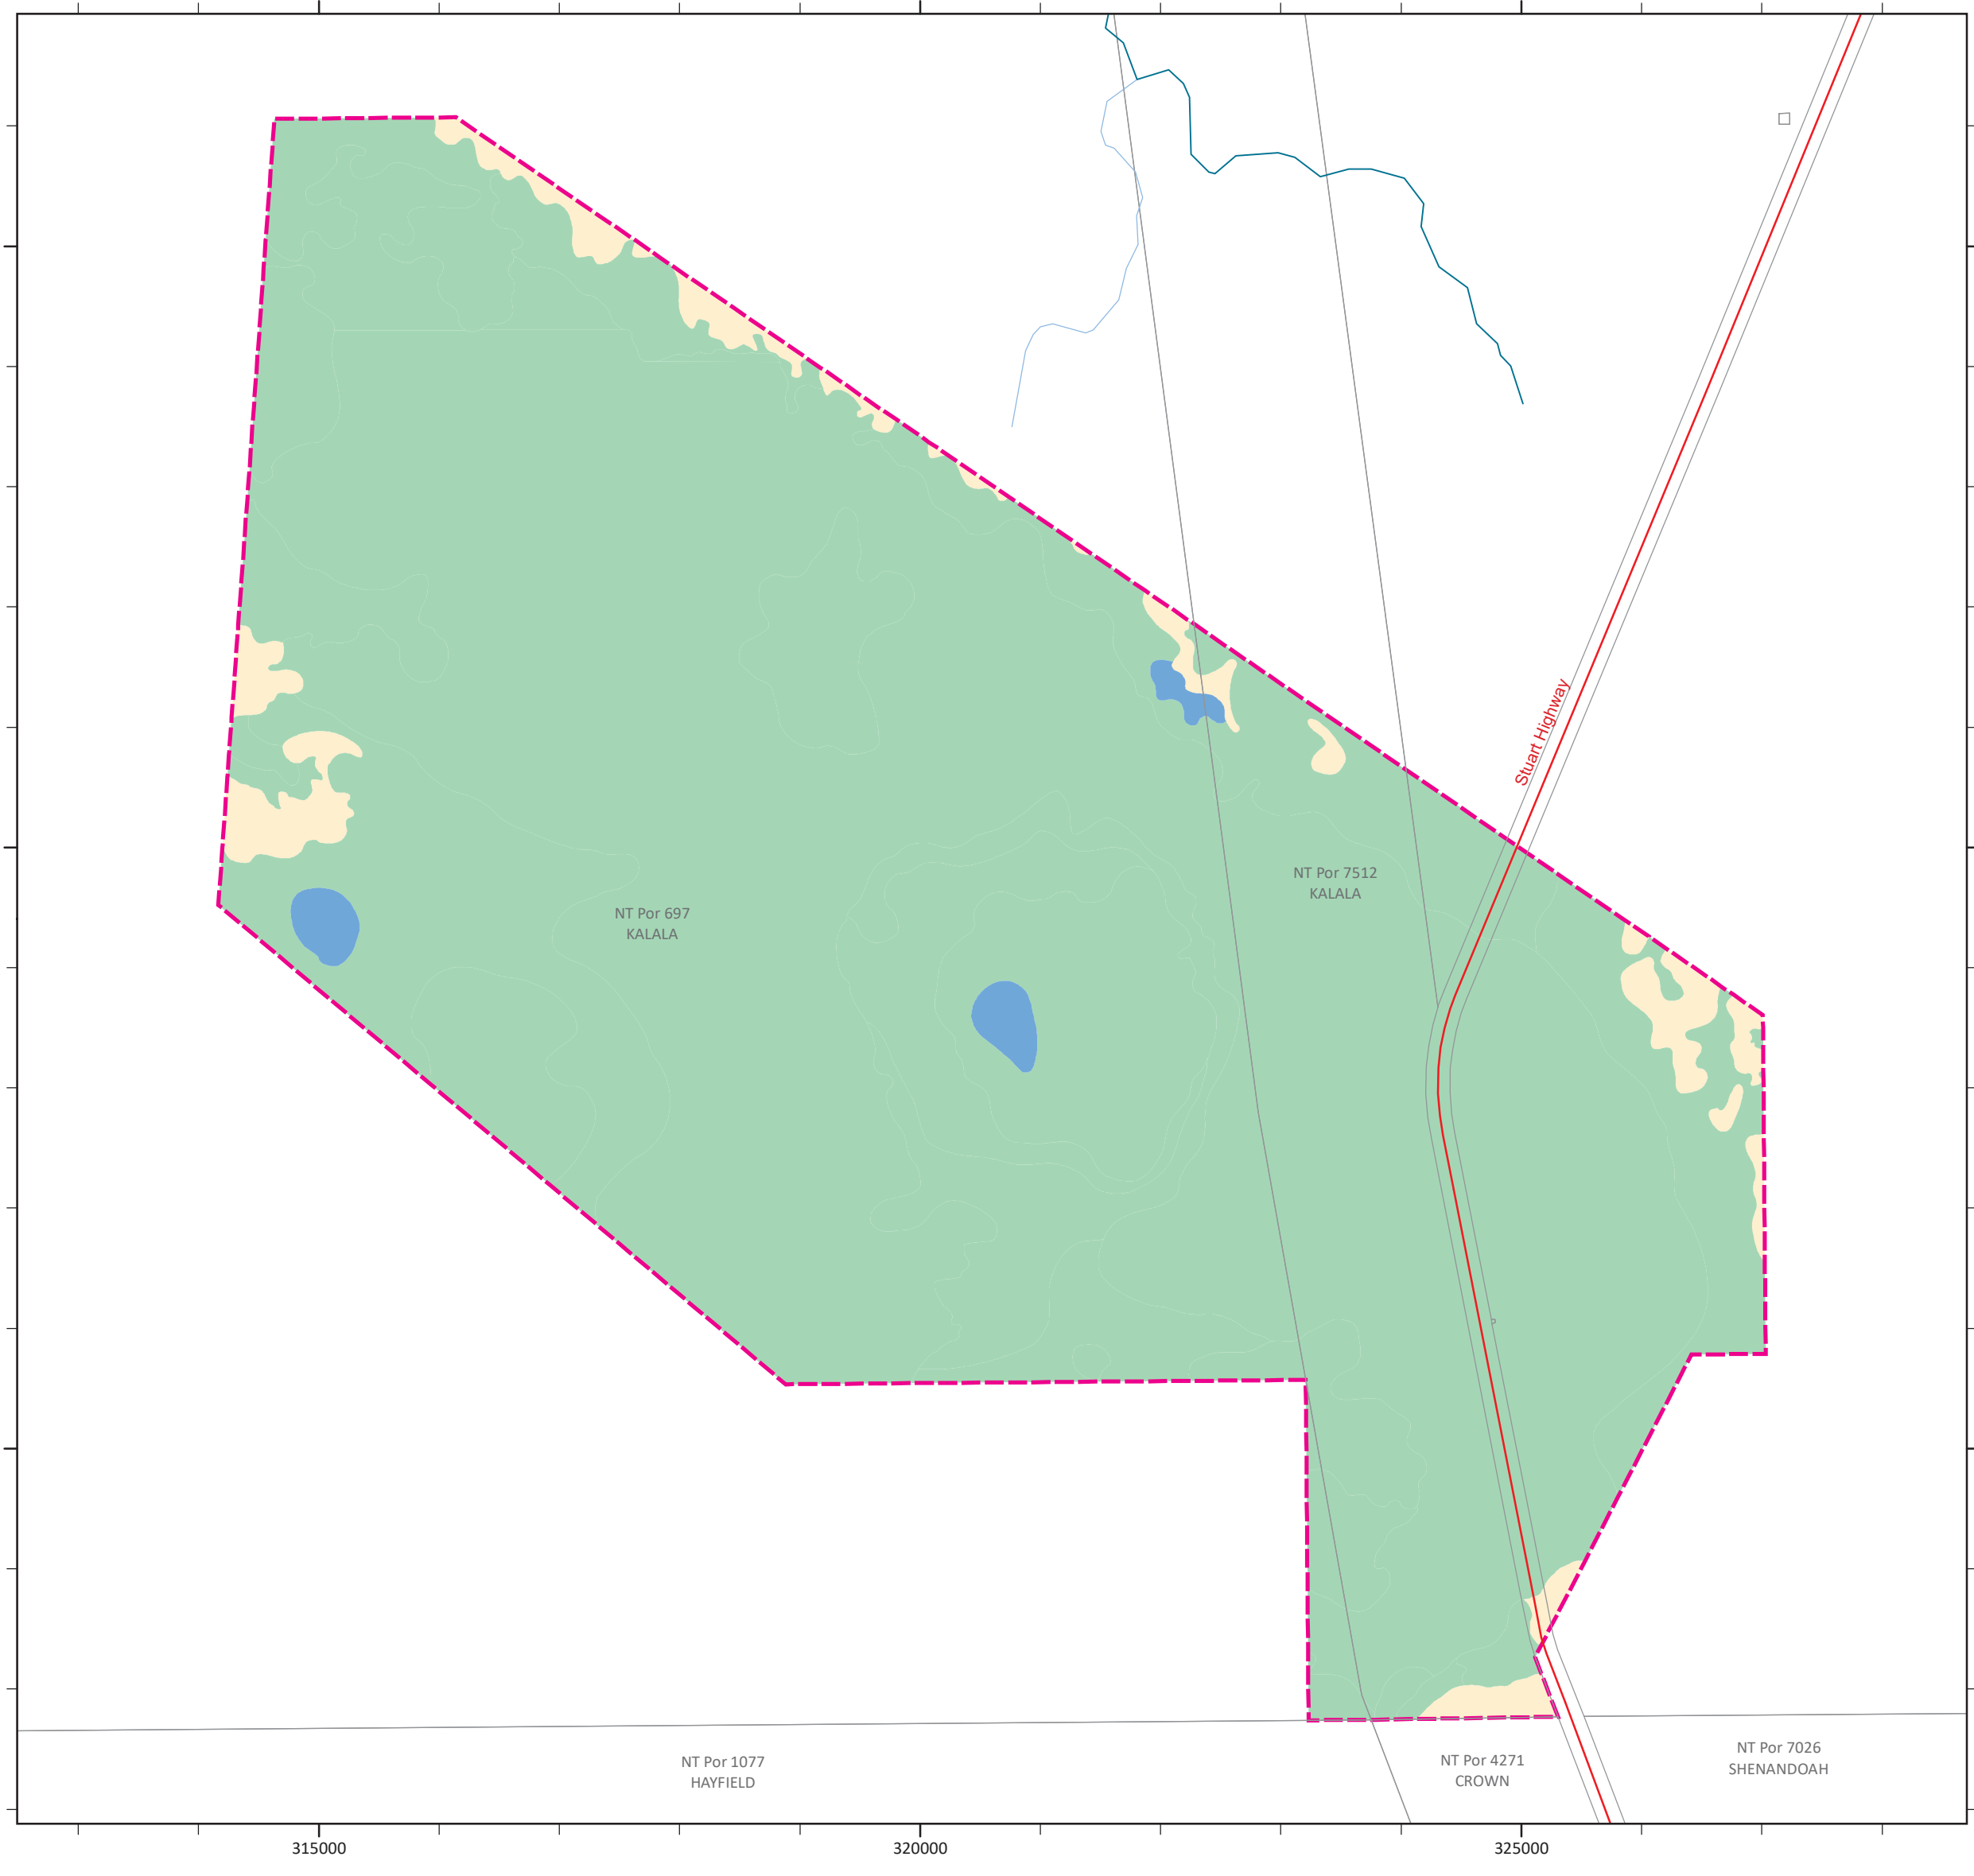 Stuart Highway
NT Por 7512
KALALA
NT Por 697
KALALA
NT Por 1077
HAYFIELD
NT Por 4271
CROWN
NT Por 7026
SHENANDOAH
315000
320000
325000